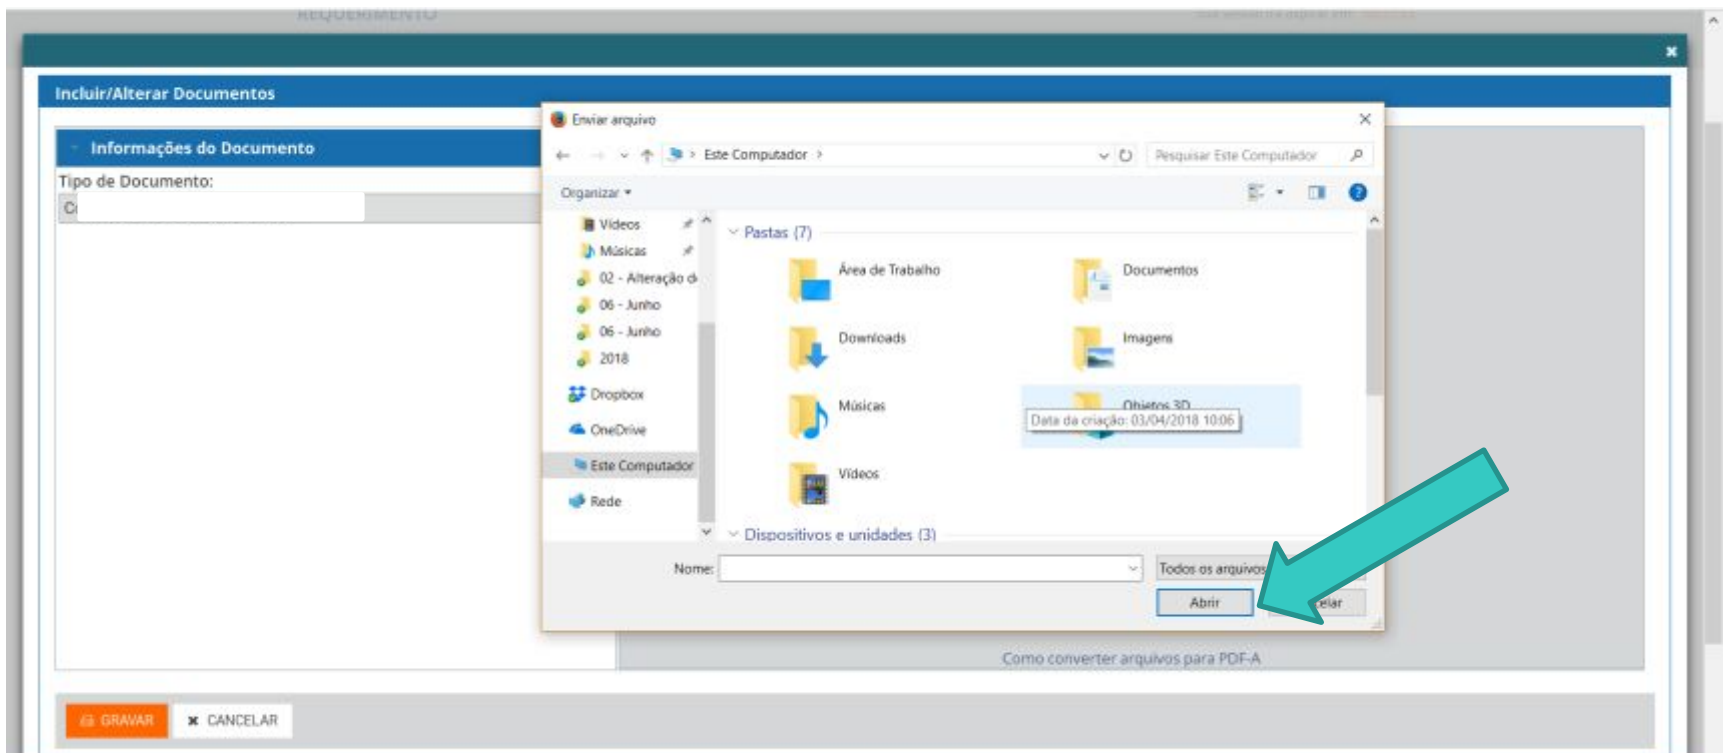 REQUERIMENTO
Incluir/Alterar Documentos
Informações do Documento
Tipo de Documento:
Enviar arquivo
Este Computador
Pesquisar Este Computador
Organizar
Vídeos
Músicas
02 - Alteração d
06 - Junho
06 - Junho
2018
Dropbox
OneDrive
Este Computador
Rede
Pastas (7)
Área de Trabalho
Documentos
Downloads
Imagens
Músicas
Objetos 3D
Data da criação: 03/04/2018 10:06
Vídeos
Dispositivos e unidades (3)
Nome:
Todos os arquivos
Abrir
Como converter arquivos para PDF-A
GRAVAR
CANCELAR